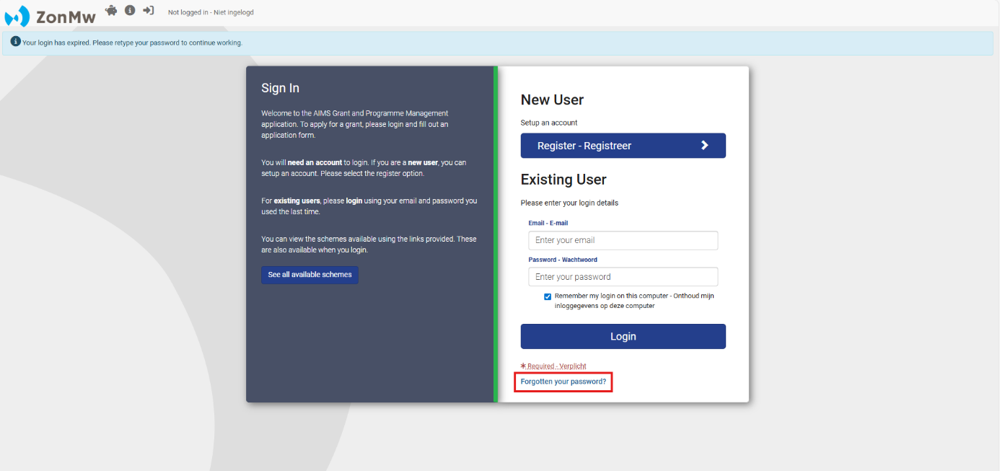 ZonMw
Not logged in - Niet ingelogd
Your login has expired. Please retype your password to continue working.
Sign In
Welcome to the AIMS Grant and Programme Management
application. To apply for a grant, please login and fill out an
application form.
You will need an account to login. If you are a new user, you can
setup an account. Please select the register option.
For existing users, please login using your email and password you
used the last time.
You can view the schemes available using the links provided. These
are also available when you login.
See all available schemes
New User
Setup an account
Register - Registreer
Existing User
Please enter your login details
Email - E-mail
Enter your email
Password - Wachtwoord
Enter your password
Remember my login on this computer - Onthoud mijn
inloggegevens op deze computer
Login
* Required - Verplicht
Forgotten your password?